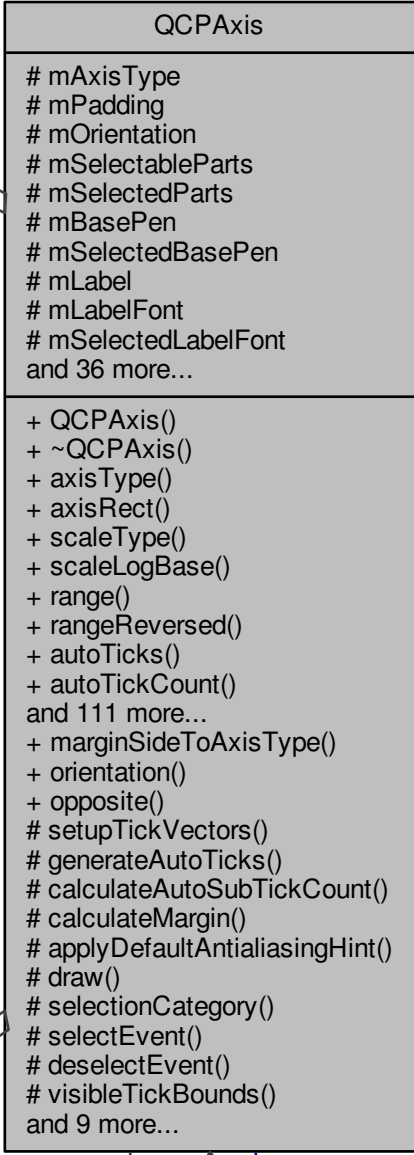 QCPAxis
# mAxisType
# mPadding
# mOrientation
# mSelectableParts
# mSelectedParts
# mBasePen
# mSelectedBasePen
# mLabel
# mLabelFont
# mSelectedLabelFont
and 36 more...
+ QCPAxis()
+ ~QCPAxis()
+ axisType()
+ axisRect()
+ scaleType()
+ scaleLogBase()
+ range()
+ rangeReversed()
+ autoTicks()
+ autoTickCount()
and 111 more...
+ marginSideToAxisType()
+ orientation()
+ opposite()
# setupTickVectors()
# generateAutoTicks()
# calculateAutoSubTickCount()
# calculateMargin()
# applyDefaultAntialiasingHint()
# draw()
# selectionCategory()
# selectEvent()
# deselectEvent()
# visibleTickBounds()
and 9 more...